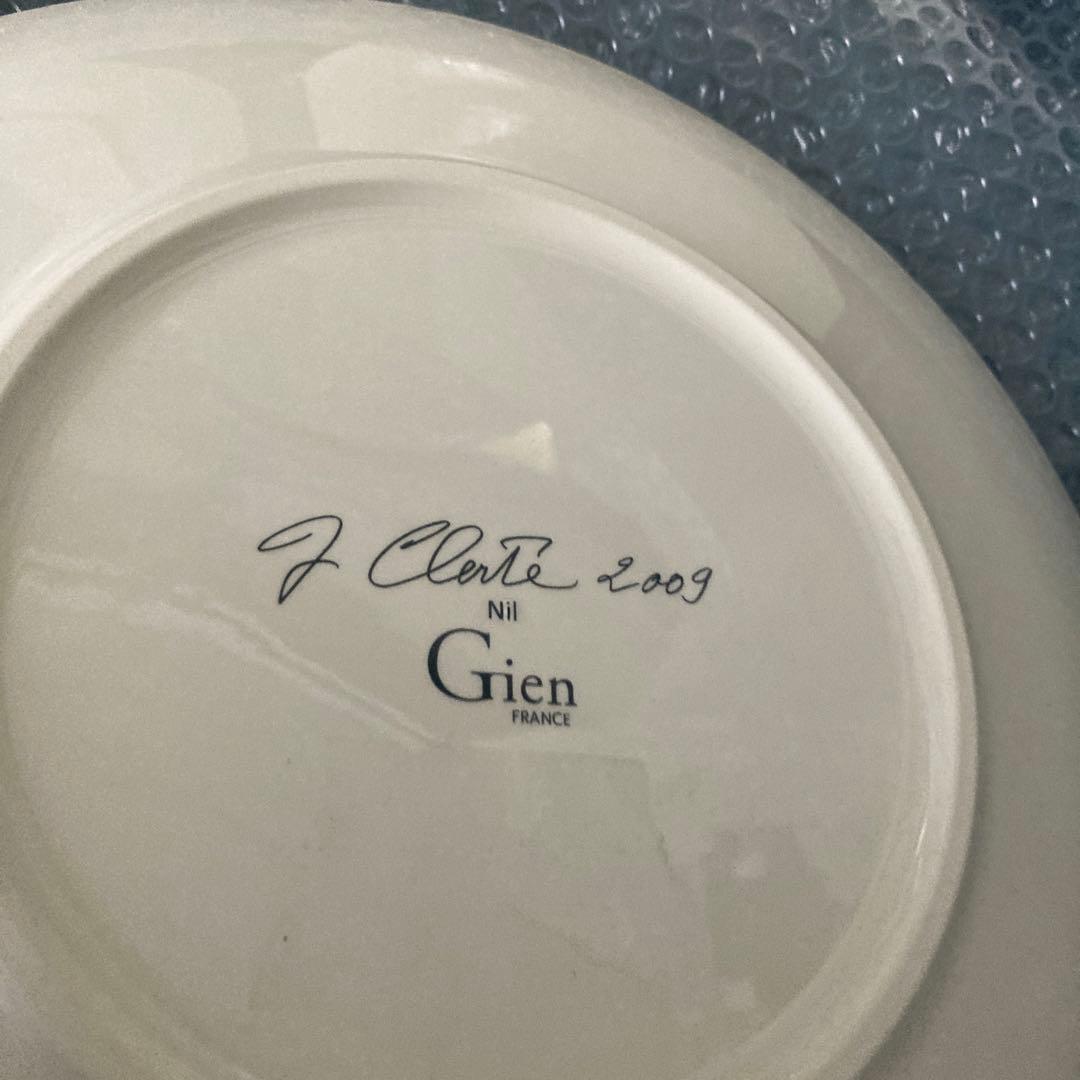 J Clerté 2009
Nil
Gien
FRANCE